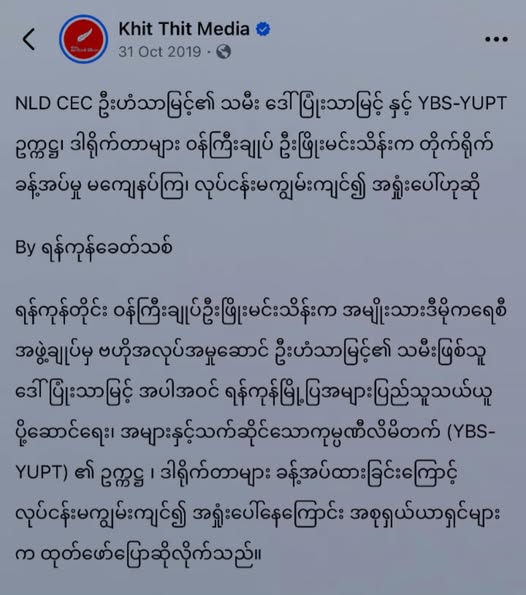 Khit Thit Media
31 Oct 2019
NLD CEC ဦးဟံသာမြင့်၏ သမီး ဒေါ်ပြုံးသာမြင့် နှင့် YBS-YUPT
ဥက္ကဋ္ဌ၊ ဒါရိုက်တာများ ဝန်ကြီးချုပ် ဦးဖြိုးမင်းသိန်းက တိုက်ရိုက်
ခန့်အပ်မှု မကျေနပ်ကြ၊ လုပ်ငန်းမကျွမ်းကျင်၍ အရှုံးပေါ်ဟုဆို
By ရန်ကုန်ခေတ်သစ်
ရန်ကုန်တိုင်း ဝန်ကြီးချုပ်ဦးဖြိုးမင်းသိန်းက အမျိုးသားဒီမိုကရေစီ
အဖွဲ့ချုပ်မှ ဗဟိုအလုပ်အမှုဆောင် ဦးဟံသာမြင့်၏ သမီးဖြစ်သူ
ဒေါ်ပြုံးသာမြင့် အပါအဝင် ရန်ကုန်မြို့ပြအများပြည်သူသယ်ယူ
ပို့ဆောင်ရေး၊ အများနှင့်သက်ဆိုင်သောကုမ္ပဏီလိမိတက် (YBS-
YUPT) ၏ ဥက္ကဋ္ဌ ၊ ဒါရိုက်တာများ ခန့်အပ်ထားခြင်းကြောင့်
လုပ်ငန်းမကျွမ်းကျင်၍ အရှုံးပေါ်နေကြောင်း အစုရှယ်ယာရှင်များ
က ထုတ်ဖော်ပြောဆိုလိုက်သည်။